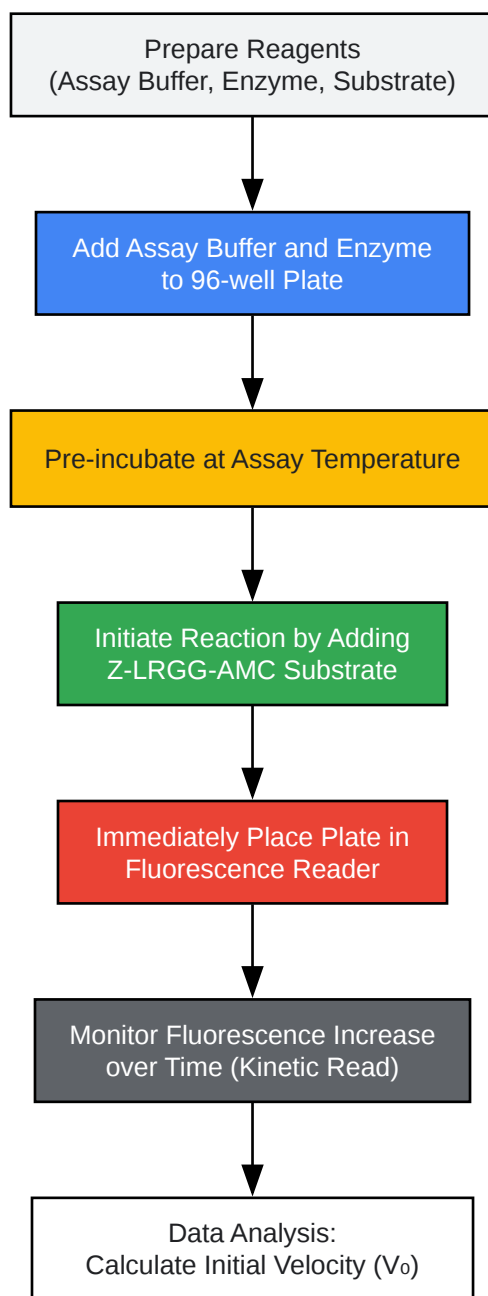 Prepare Reagents
(Assay Buffer, Enzyme, Substrate)
Add Assay Buffer and Enzyme
to 96-well Plate
Pre-incubate at Assay Temperature
Initiate Reaction by Adding
Z-LRGG-AMC Substrate
Immediately Place Plate in
Fluorescence Reader
Monitor Fluorescence Increase
over Time (Kinetic Read)
Data Analysis:
Calculate Initial Velocity (V₀)